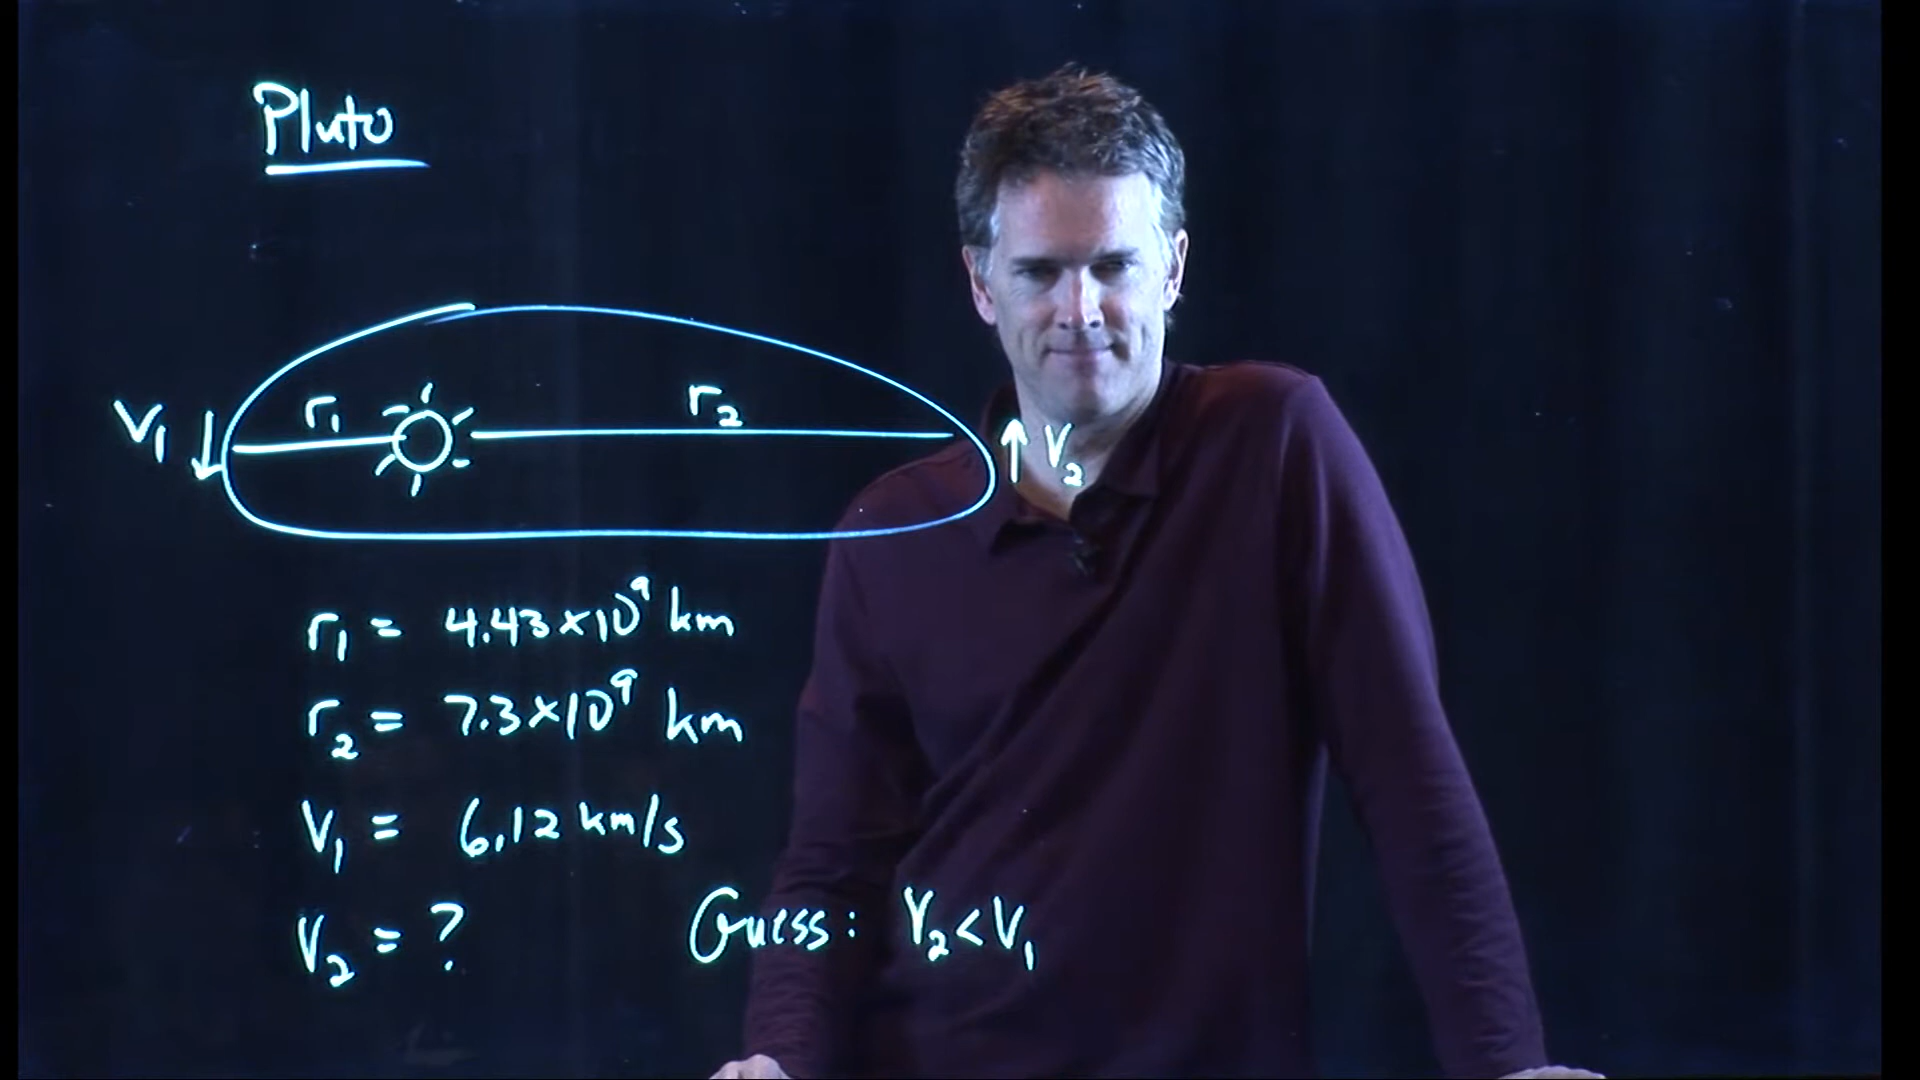 Pluto
r₁
r₂
V₁ ↓
↑ V₂
r₁ = 4.43×10⁹ km
r₂ = 7.3×10⁹ km
V₁ = 6.12 km/s
V₂ = ?
Guess: V₂<V₁